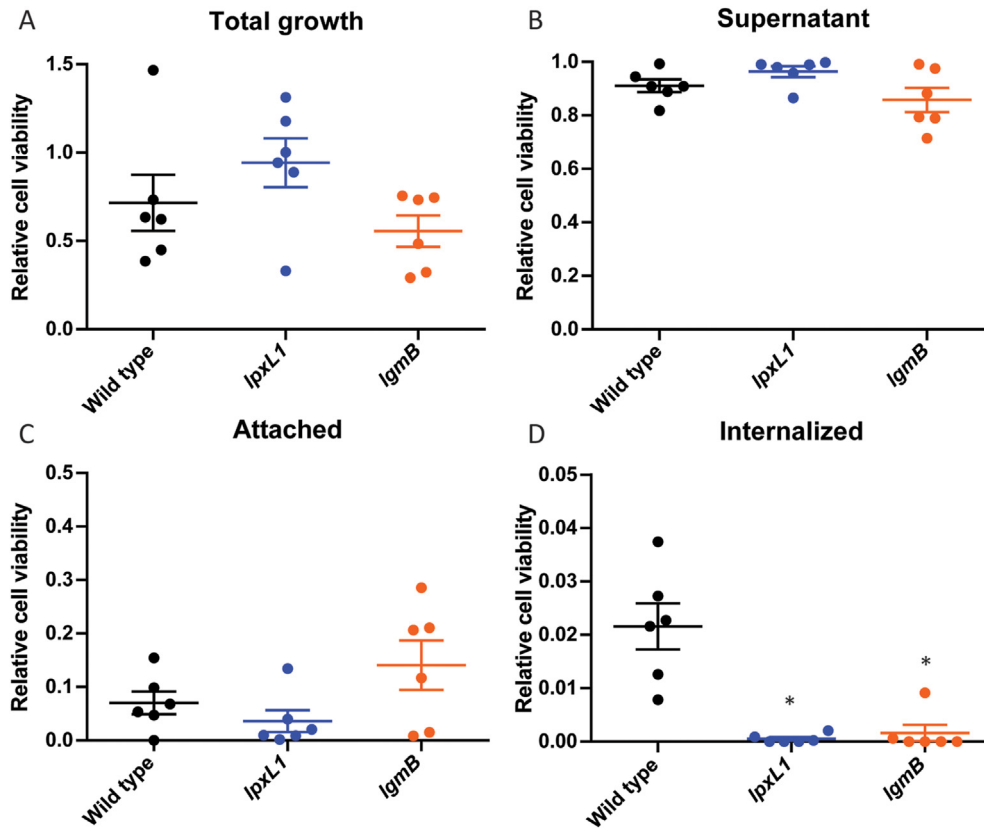 A
Total growth
Relative cell viability
1.5
1.0
0.5
0.0
Wild type
lpxL1
lgmB
B
Supernatant
Relative cell viability
1.0
0.8
0.6
0.4
0.2
0.0
Wild type
lpxL1
lgmB
C
Attached
Relative cell viability
0.5
0.4
0.3
0.2
0.1
0.0
Wild type
lpxL1
lgmB
D
Internalized
Relative cell viability
0.05
0.04
0.03
0.02
0.01
0.00
*
*
Wild type
lpxL1
lgmB